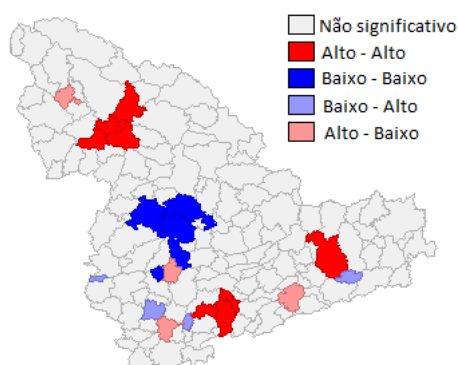 Não significativo
Alto - Alto
Baixo - Baixo
Baixo - Alto
Alto - Baixo